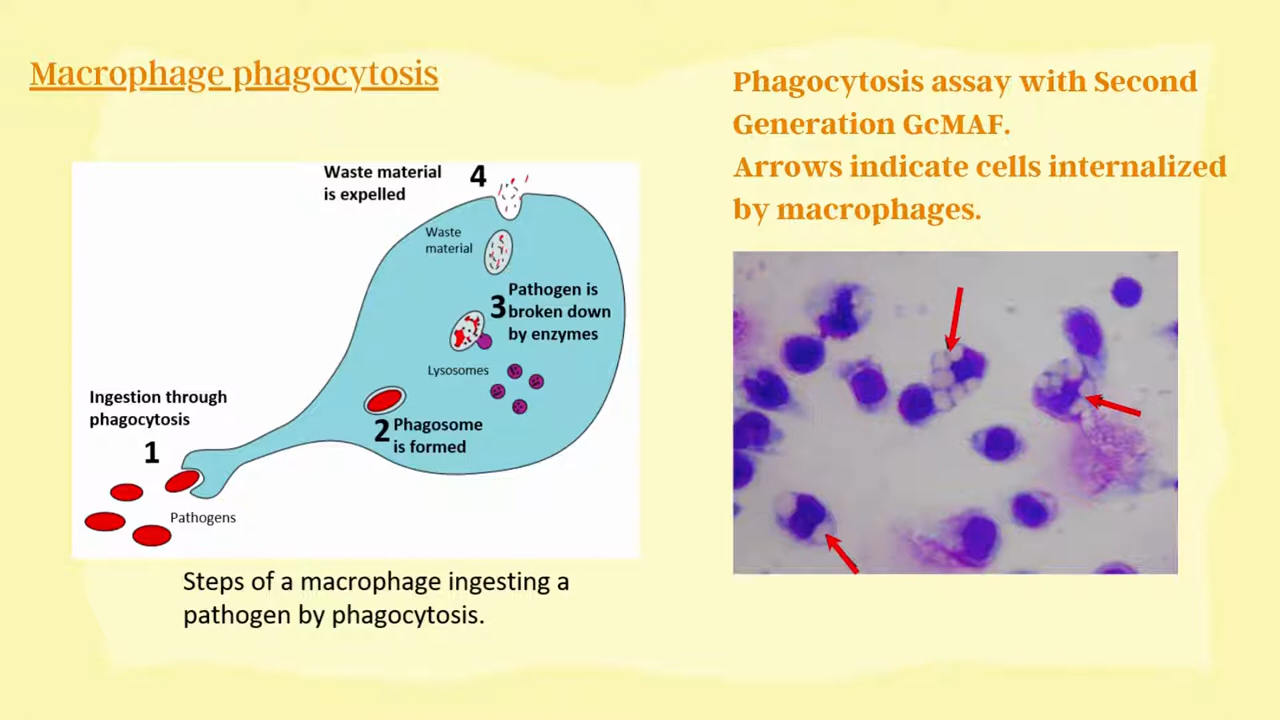 Macrophage phagocytosis
Waste material
is expelled
4
Waste
material
3
Pathogen is
broken down
by enzymes
Lysosomes
2
Phagosome
is formed
Ingestion through
phagocytosis
1
Pathogens
Steps of a macrophage ingesting a
pathogen by phagocytosis.
Phagocytosis assay with Second
Generation GcMAF.
Arrows indicate cells internalized
by macrophages.